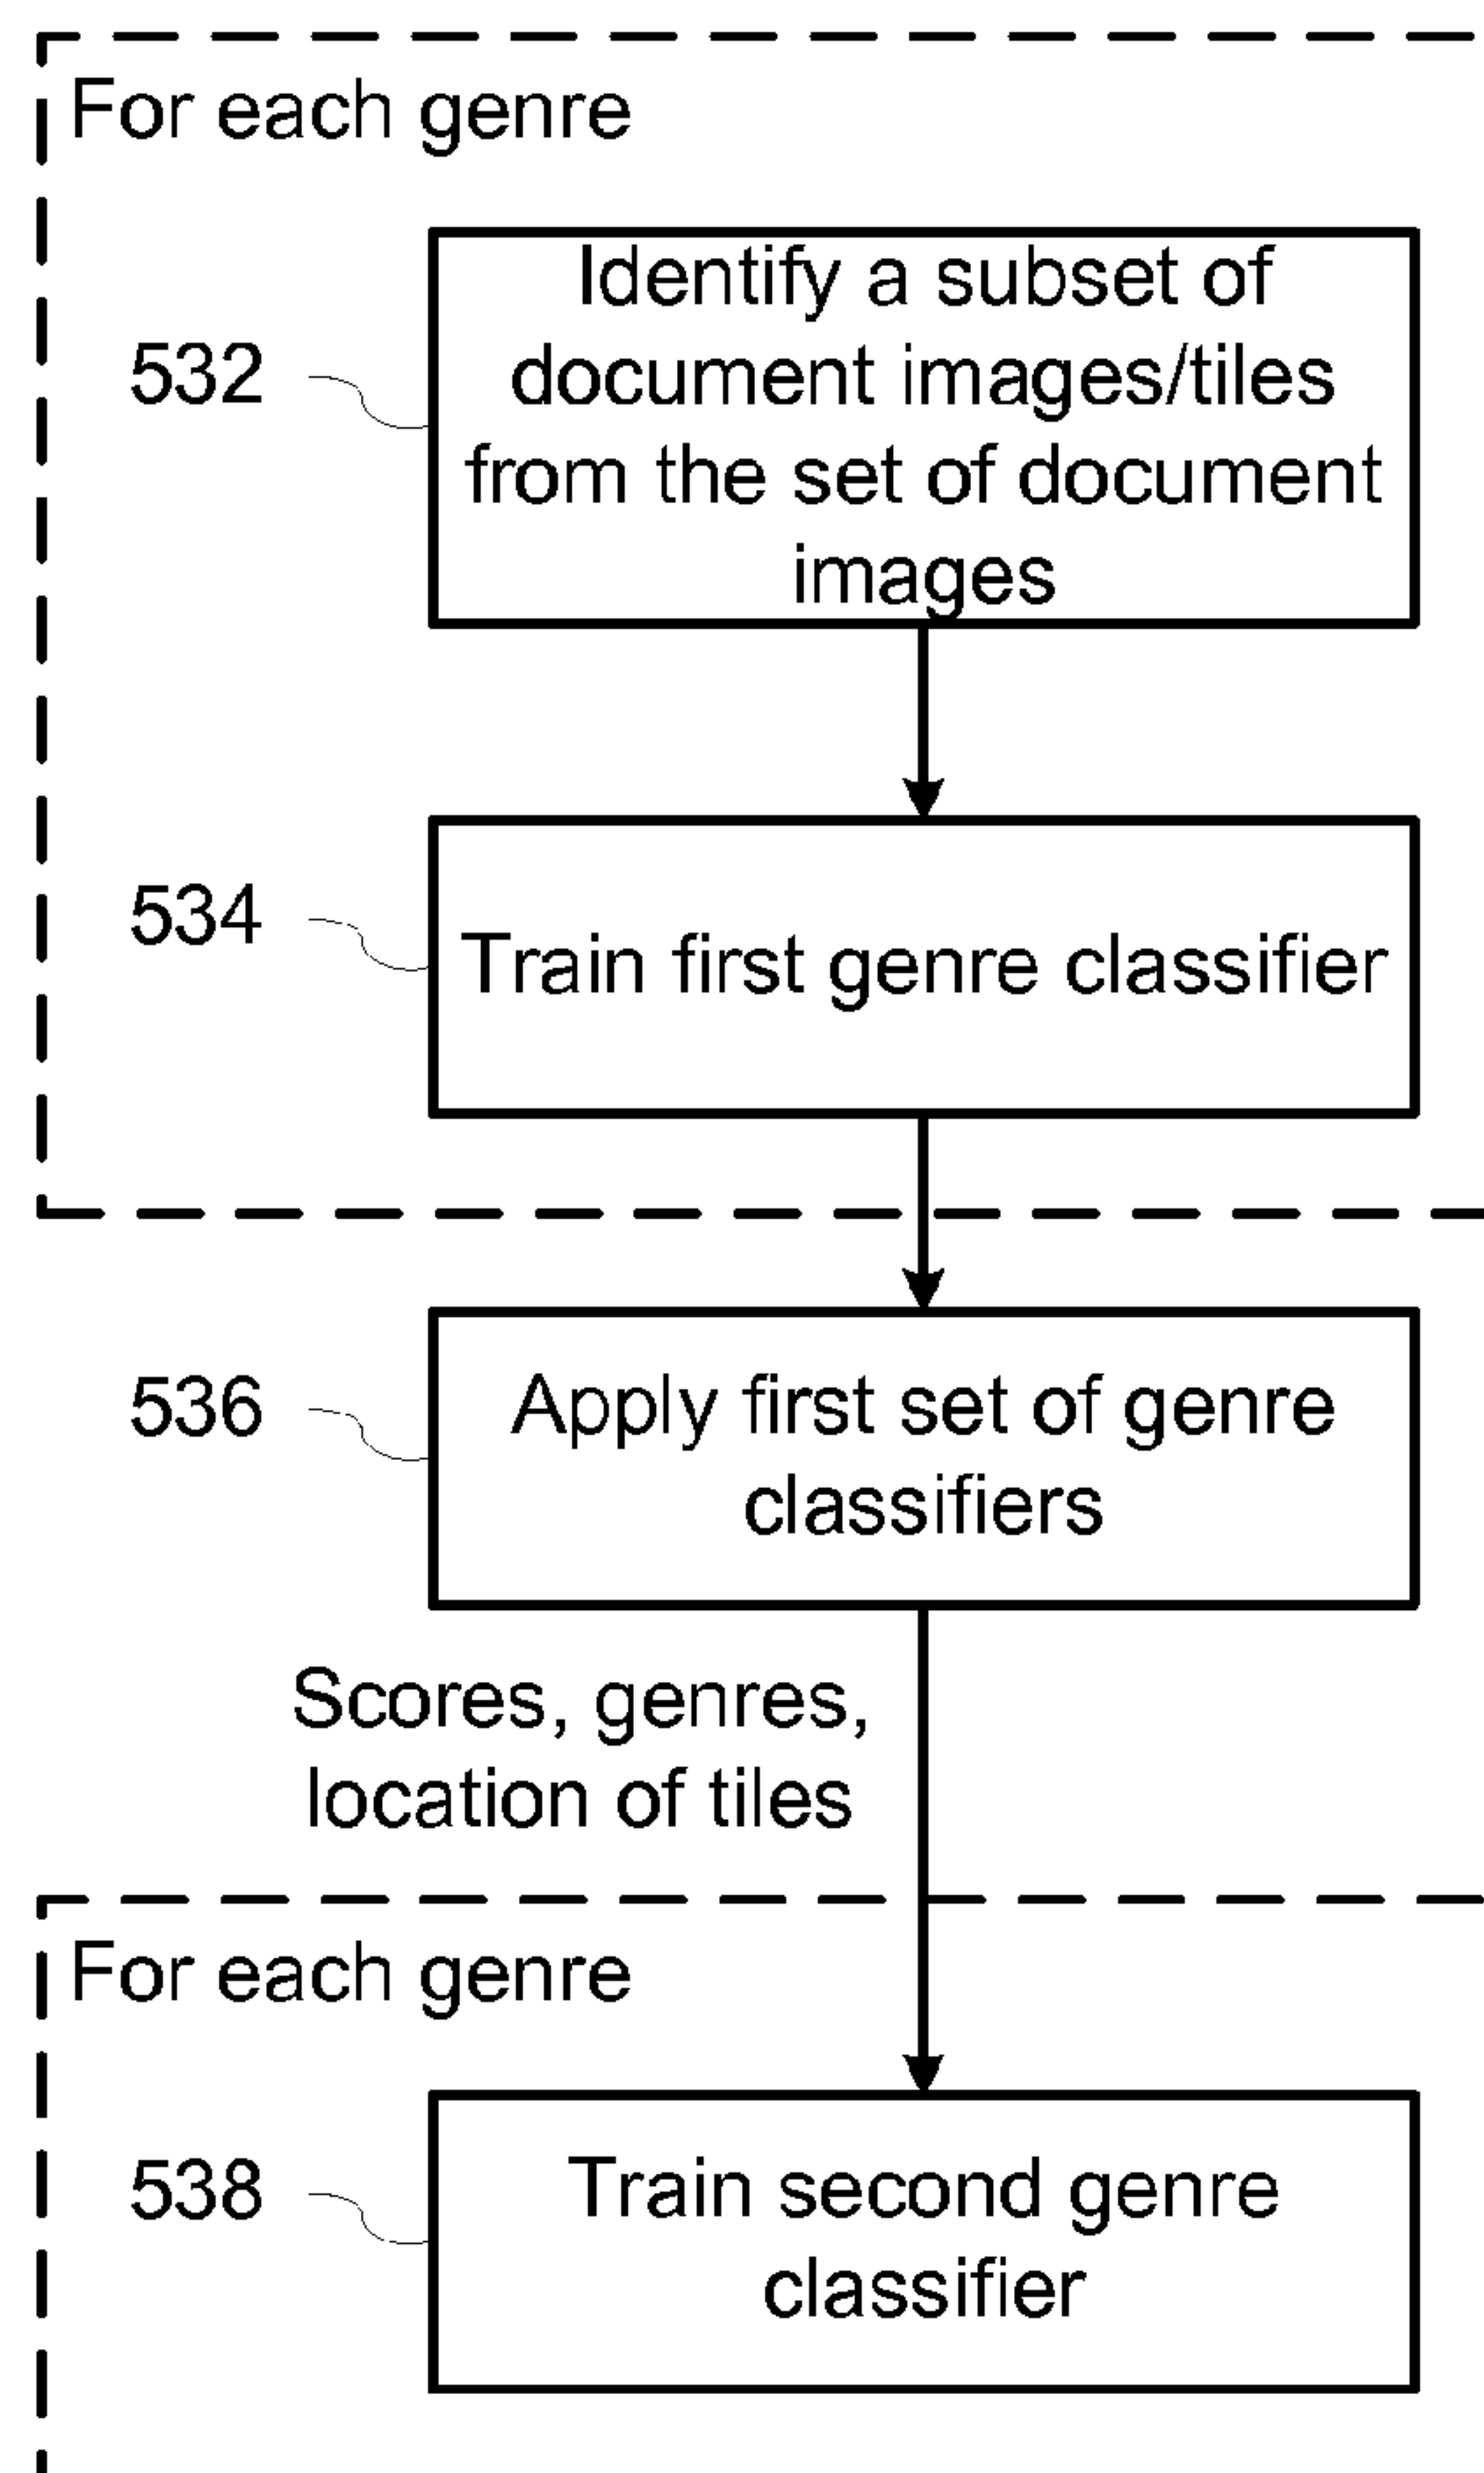 For each genre
532
Identify a subset of
document images/tiles
from the set of document
images
534
Train first genre classifier
536
Apply first set of genre
classifiers
Scores, genres,
location of tiles
For each genre
538
Train second genre
classifier